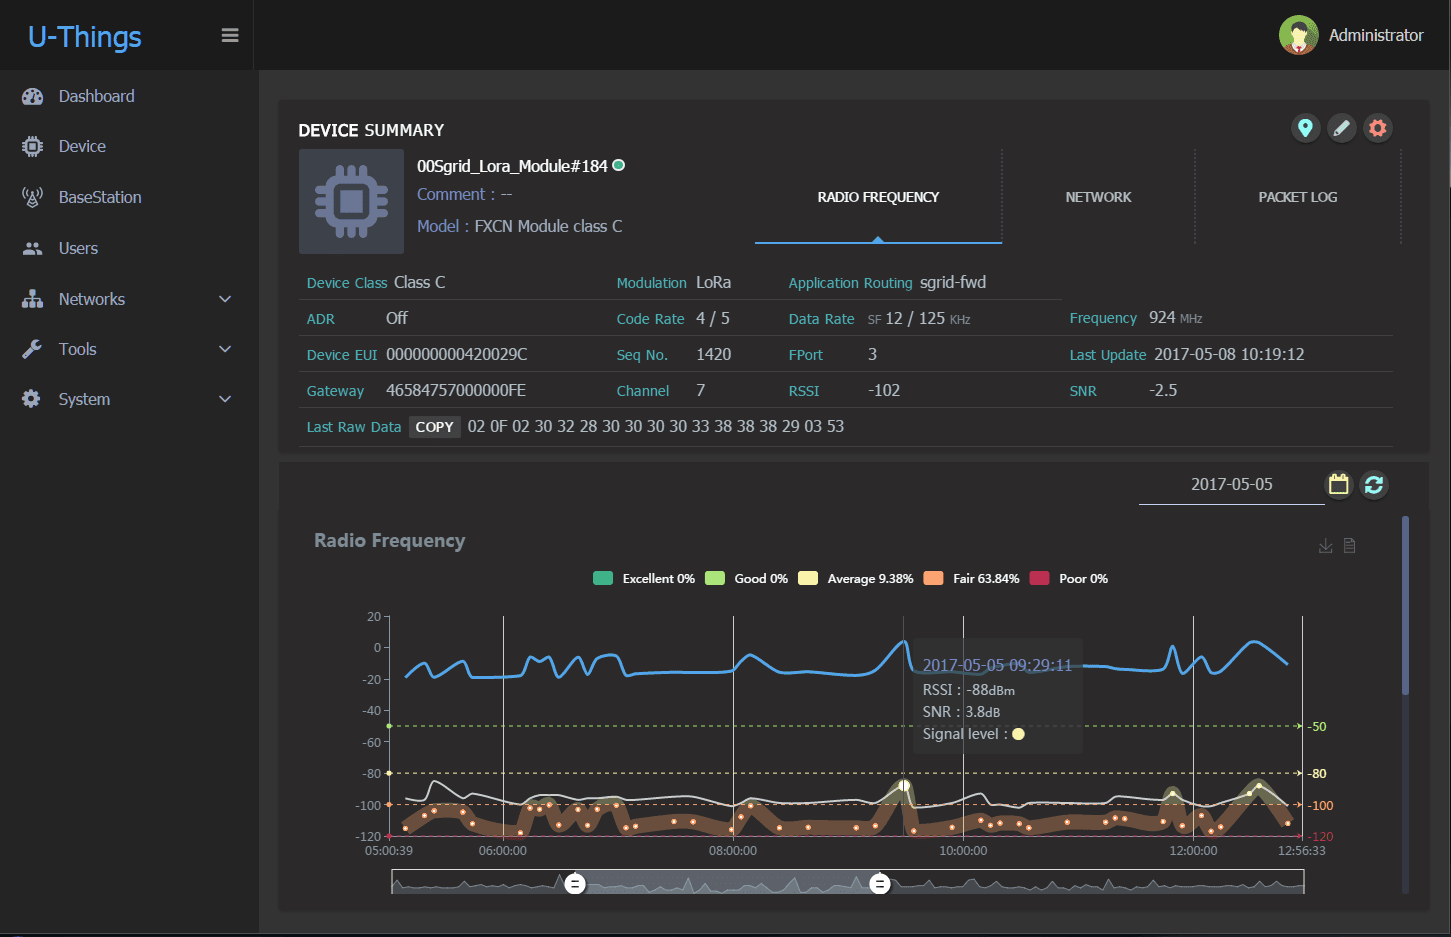 U-Things
Administrator
Dashboard
Device
BaseStation
Users
Networks
Tools
System
DEVICE SUMMARY
00Sgrid_Lora_Module#184
Comment : --
Model : FXCN Module class C
RADIO FREQUENCY
NETWORK
PACKET LOG
Device Class Class C Modulation LoRa Application Routing sgrid-fwd
ADR Off Code Rate 4 / 5 Data Rate SF 12 / 125 KHz Frequency 924 MHz
Device EUI 000000000420029C Seq No. 1420 FPort 3 Last Update 2017-05-08 10:19:12
Gateway 46584757000000FE Channel 7 RSSI -102 SNR -2.5
Last Raw Data COPY 02 0F 02 30 32 28 30 30 30 30 33 38 38 38 29 03 53
2017-05-05
Radio Frequency
Excellent 0% Good 0% Average 9.38% Fair 63.84% Poor 0%
20
0
-20
-40
-60
-80
-100
-120
2017-05-05 09:29:11
RSSI : -88dBm
SNR : 3.8dB
Signal level :
-50
-80
-100
-120
05:00:39 06:00:00 08:00:00 10:00:00 12:00:00 12:56:33